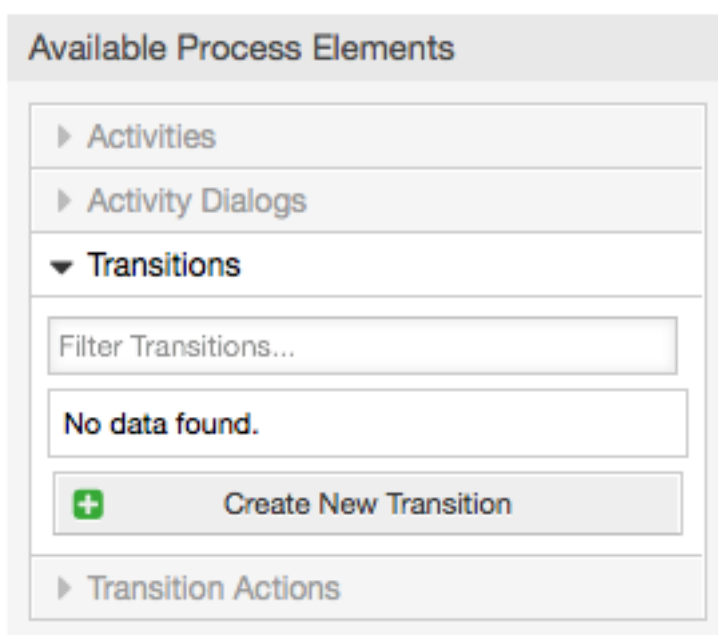 Available Process Elements
Activities
Activity Dialogs
Transitions
Filter Transitions...
No data found.
Create New Transition
Transition Actions